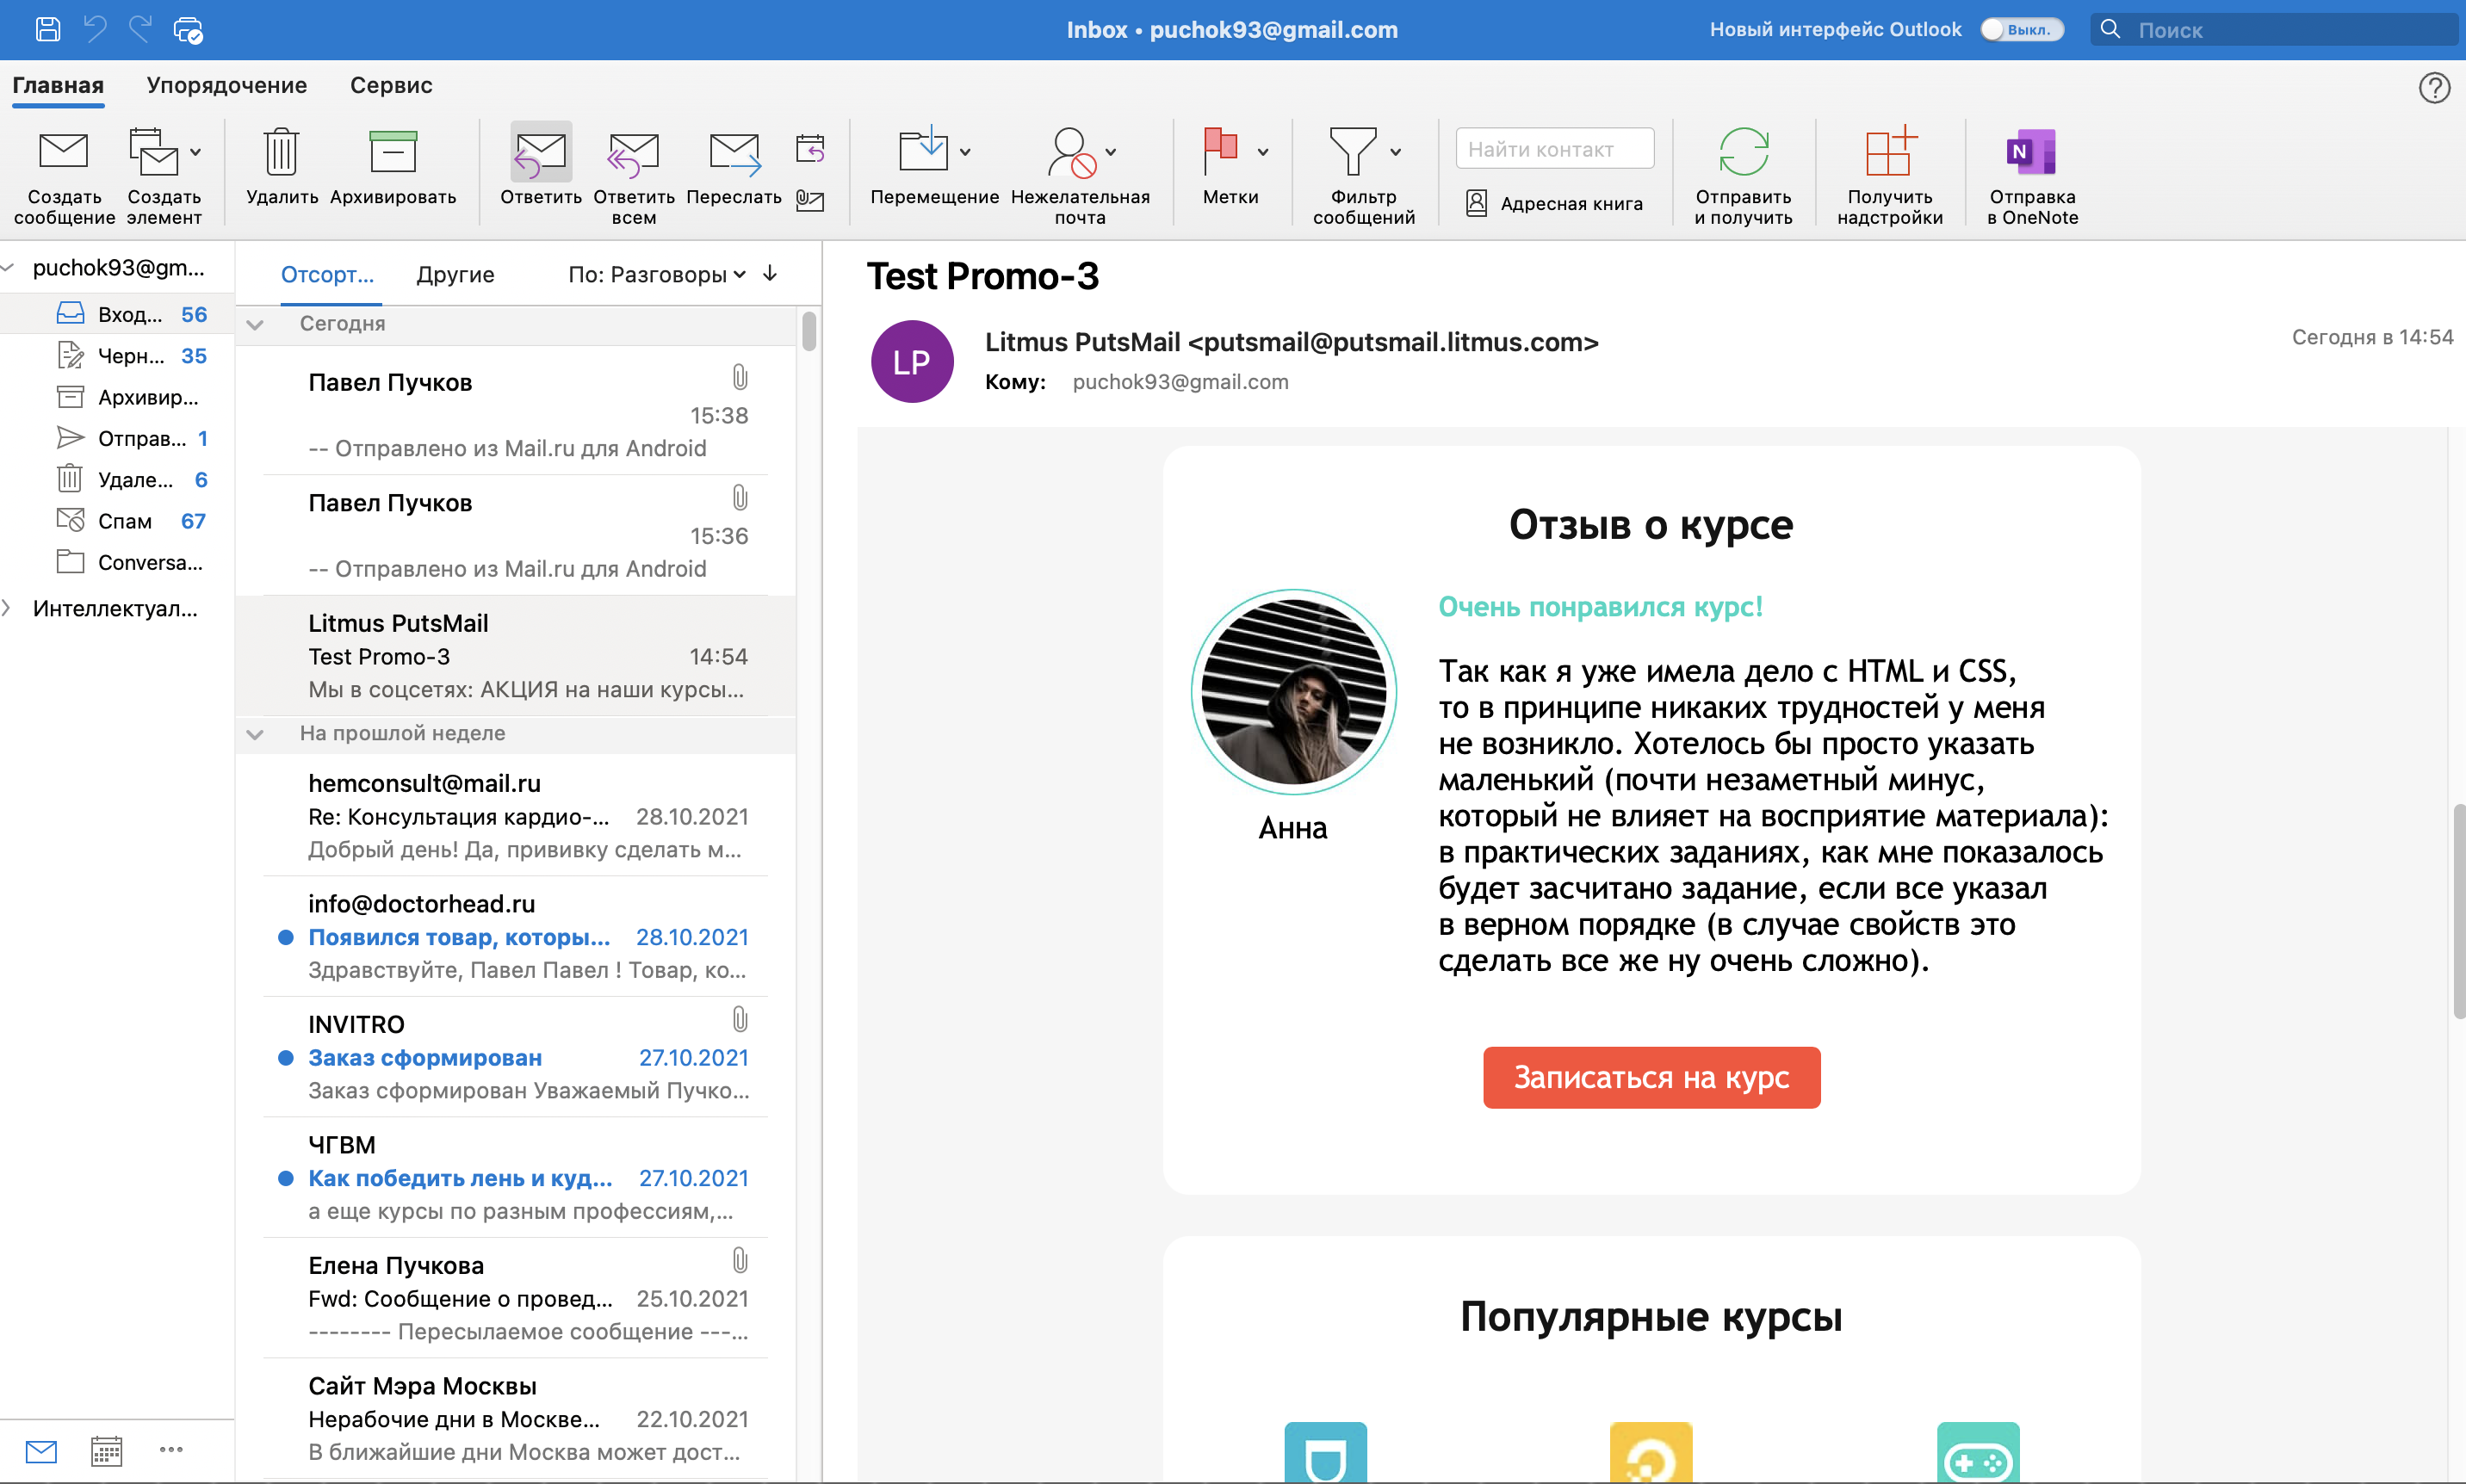 Inbox • puchok93@gmail.com
Новый интерфейс Outlook
Выкл.
Поиск
Главная
Упорядочение
Сервис
Создать сообщение
Создать элемент
Удалить
Архивировать
Ответить
Ответить всем
Переслать
Перемещение
Нежелательная почта
Метки
Фильтр сообщений
Найти контакт
Адресная книга
Отправить и получить
Получить надстройки
N
Отправка в OneNote
puchok93@gm...
Вход... 56
Черн... 35
Архивир...
Отправ... 1
Удале... 6
Спам 67
Conversa...
Интеллектуал...
Отсорт...
Другие
По: Разговоры
Сегодня
Павел Пучков
15:38
-- Отправлено из Mail.ru для Android
Павел Пучков
15:36
-- Отправлено из Mail.ru для Android
Litmus PutsMail
Test Promo-3 14:54
Мы в соцсетях: АКЦИЯ на наши курсы...
На прошлой неделе
hemconsult@mail.ru
Re: Консультация кардио-... 28.10.2021
Добрый день! Да, прививку сделать м...
info@doctorhead.ru
Появился товар, которы... 28.10.2021
Здравствуйте, Павел Павел ! Товар, ко...
INVITRO
Заказ сформирован 27.10.2021
Заказ сформирован Уважаемый Пучко...
ЧГВМ
Как победить лень и куд... 27.10.2021
а еще курсы по разным профессиям,...
Елена Пучкова
Fwd: Сообщение о провед... 25.10.2021
-------- Пересылаемое сообщение ---...
Сайт Мэра Москвы
Нерабочие дни в Москве... 22.10.2021
В ближайшие дни Москва может дост...
Test Promo-3
LP
Litmus PutsMail <putsmail@putsmail.litmus.com>
Сегодня в 14:54
Кому: puchok93@gmail.com
Отзыв о курсе
Анна
Очень понравился курс!
Так как я уже имела дело с HTML и CSS,
то в принципе никаких трудностей у меня
не возникло. Хотелось бы просто указать
маленький (почти незаметный минус,
который не влияет на восприятие материала):
в практических заданиях, как мне показалось
будет засчитано задание, если все указал
в верном порядке (в случае свойств это
сделать все же ну очень сложно).
Записаться на курс
Популярные курсы